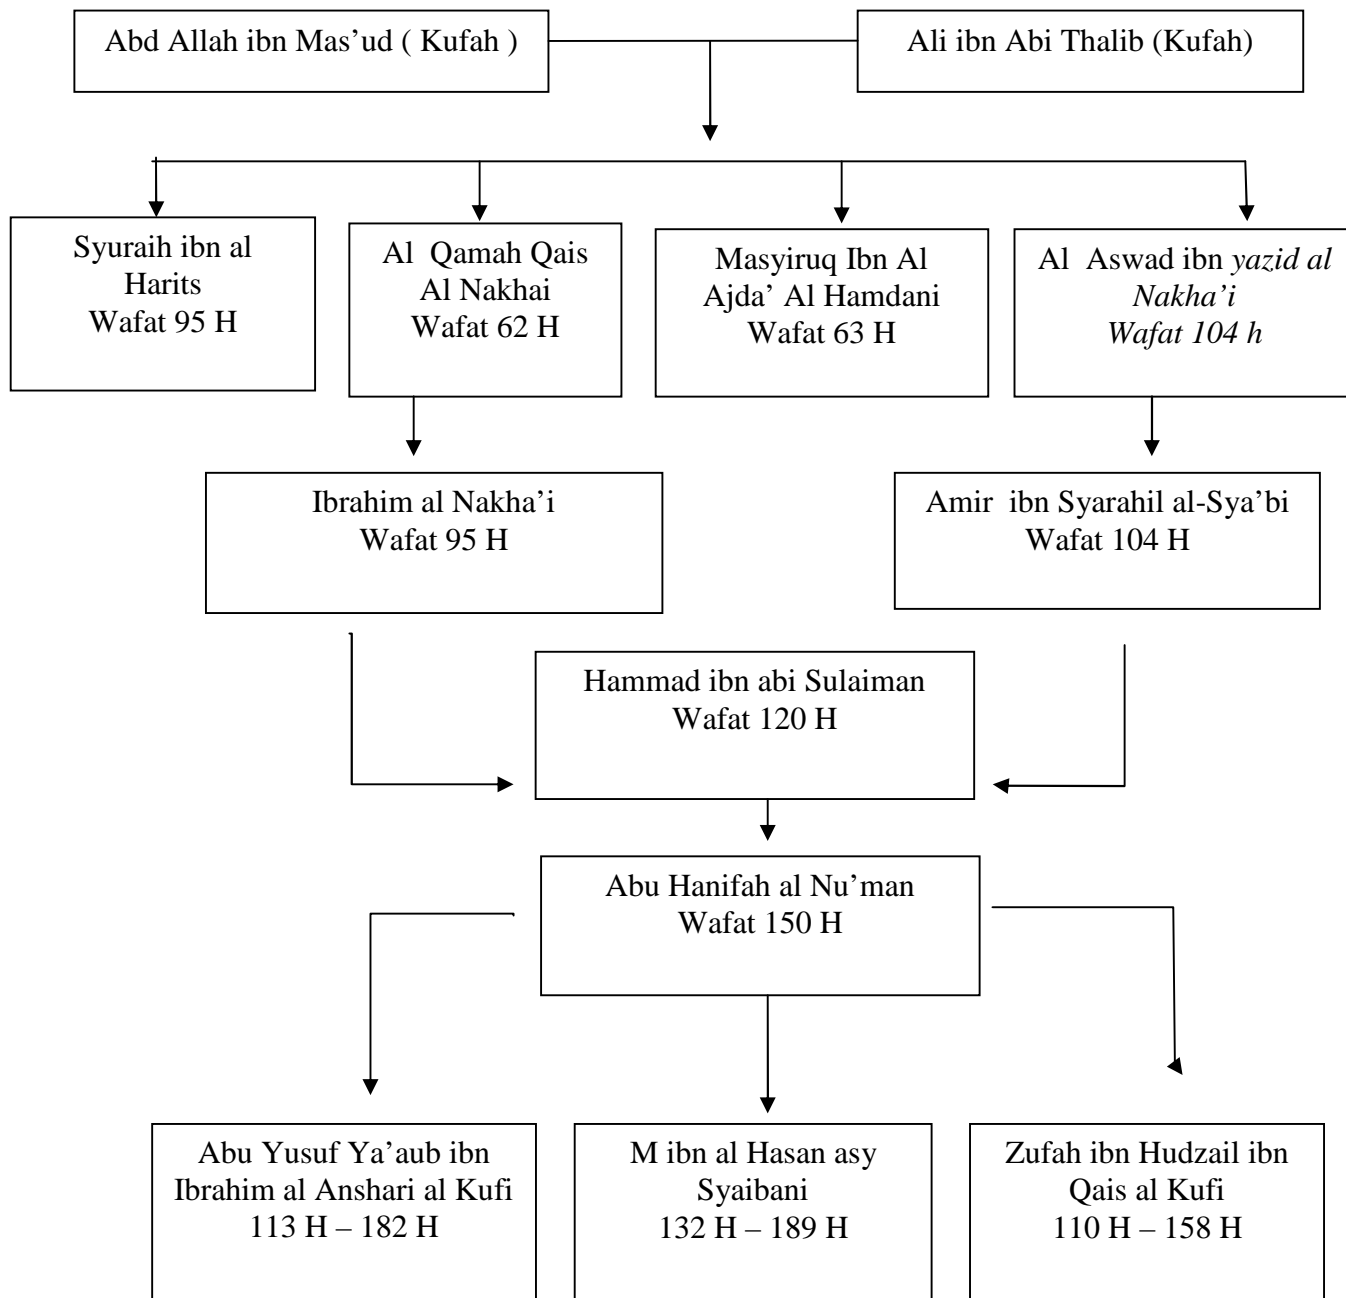 Abd Allah ibn Mas’ud ( Kufah )
Ali ibn Abi Thalib (Kufah)
Syuraih ibn al
Harits
Wafat 95 H
Al Qamah Qais
Al Nakhai
Wafat 62 H
Masyiruq Ibn Al
Ajda’ Al Hamdani
Wafat 63 H
Al Aswad ibn yazid al
Nakha’i
Wafat 104 h
Ibrahim al Nakha’i
Wafat 95 H
Amir ibn Syarahil al-Sya’bi
Wafat 104 H
Hammad ibn abi Sulaiman
Wafat 120 H
Abu Hanifah al Nu’man
Wafat 150 H
Abu Yusuf Ya’aub ibn
Ibrahim al Anshari al Kufi
113 H – 182 H
M ibn al Hasan asy
Syaibani
132 H – 189 H
Zufah ibn Hudzail ibn
Qais al Kufi
110 H – 158 H